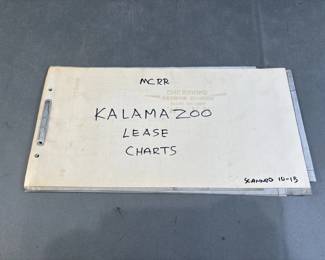 MCRR
KALAMAZOO
LEASE
CHARTS
SCANNED 10-13